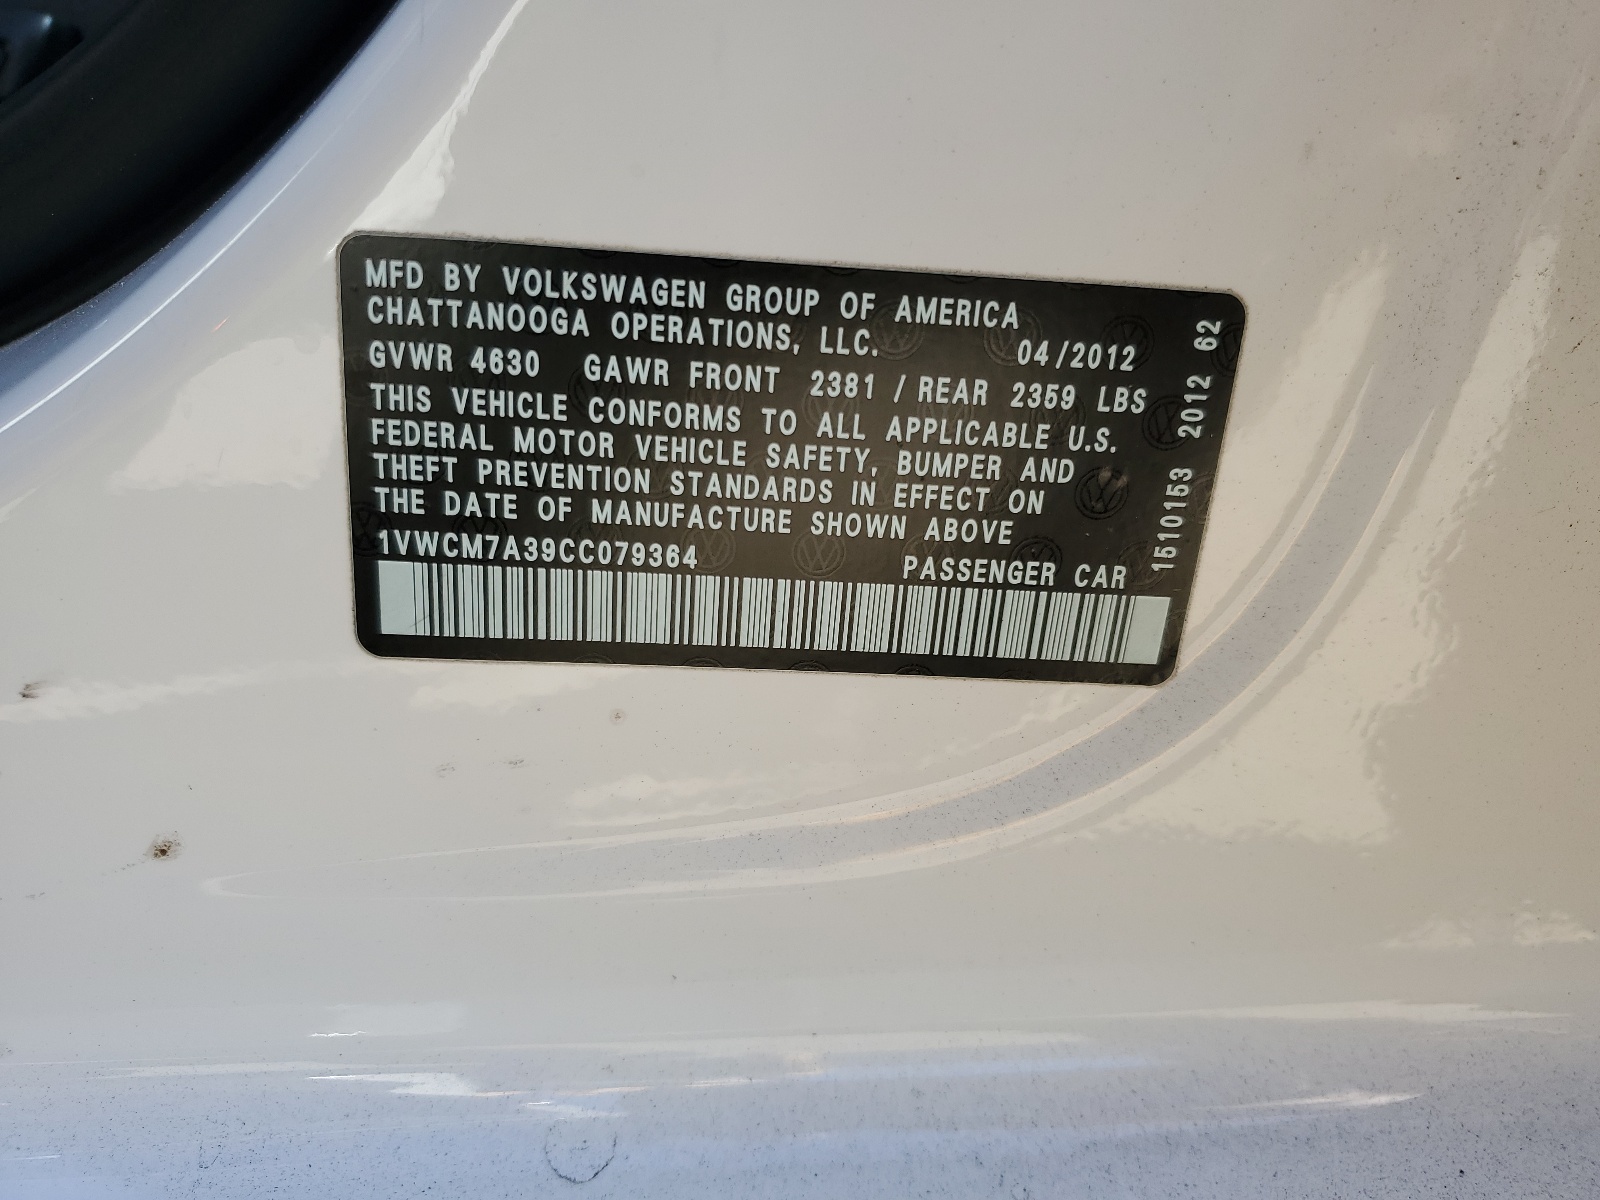 MFD BY VOLKSWAGEN GROUP OF AMERICA
CHATTANOOGA OPERATIONS, LLC.
04/2012
GVWR 4630 GAWR FRONT 2381 / REAR 2359 LBS
THIS VEHICLE CONFORMS TO ALL APPLICABLE U.S.
FEDERAL MOTOR VEHICLE SAFETY, BUMPER AND
THEFT PREVENTION STANDARDS IN EFFECT ON
THE DATE OF MANUFACTURE SHOWN ABOVE
1VWCM7A39CC079364 PASSENGER CAR
1510153 2012 62